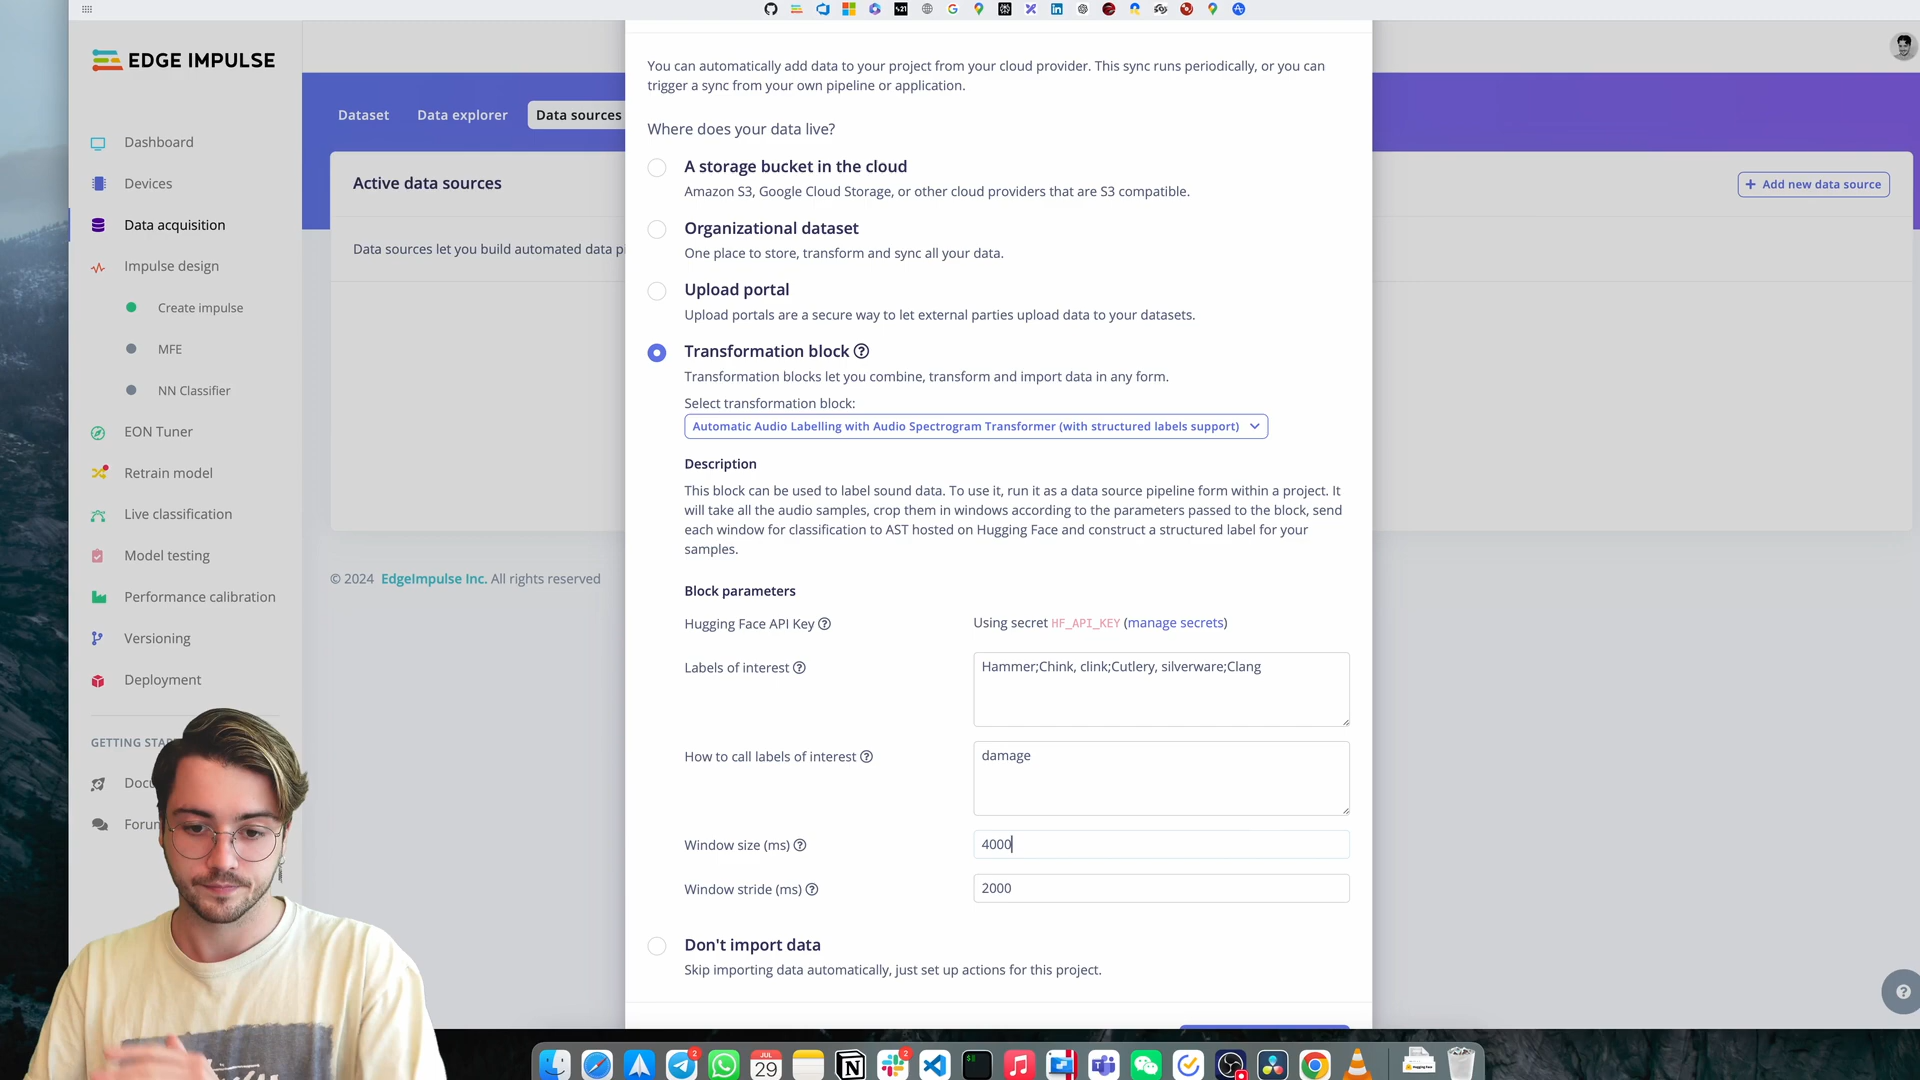 EDGE IMPULSE
Dashboard
Devices
Data acquisition
Impulse design
Create impulse
MFE
NN Classifier
EON Tuner
Retrain model
Live classification
Model testing
Performance calibration
Versioning
Deployment
GETTING STA
Docu
Forum
Dataset
Data explorer
Data sources
Active data sources
+ Add new data source
Data sources let you build automated data pi
© 2024 EdgeImpulse Inc. All rights reserved
You can automatically add data to your project from your cloud provider. This sync runs periodically, or you can
trigger a sync from your own pipeline or application.
Where does your data live?
A storage bucket in the cloud
Amazon S3, Google Cloud Storage, or other cloud providers that are S3 compatible.
Organizational dataset
One place to store, transform and sync all your data.
Upload portal
Upload portals are a secure way to let external parties upload data to your datasets.
Transformation block ?
Transformation blocks let you combine, transform and import data in any form.
Select transformation block:
Automatic Audio Labelling with Audio Spectrogram Transformer (with structured labels support)
Description
This block can be used to label sound data. To use it, run it as a data source pipeline form within a project. It
will take all the audio samples, crop them in windows according to the parameters passed to the block, send
each window for classification to AST hosted on Hugging Face and construct a structured label for your
samples.
Block parameters
Hugging Face API Key ?
Using secret HF_API_KEY (manage secrets)
Labels of interest ?
Hammer;Chink, clink;Cutlery, silverware;Clang
How to call labels of interest ?
damage
Window size (ms) ?
4000
Window stride (ms) ?
2000
Don't import data
Skip importing data automatically, just set up actions for this project.
?
2
JUL
29
2